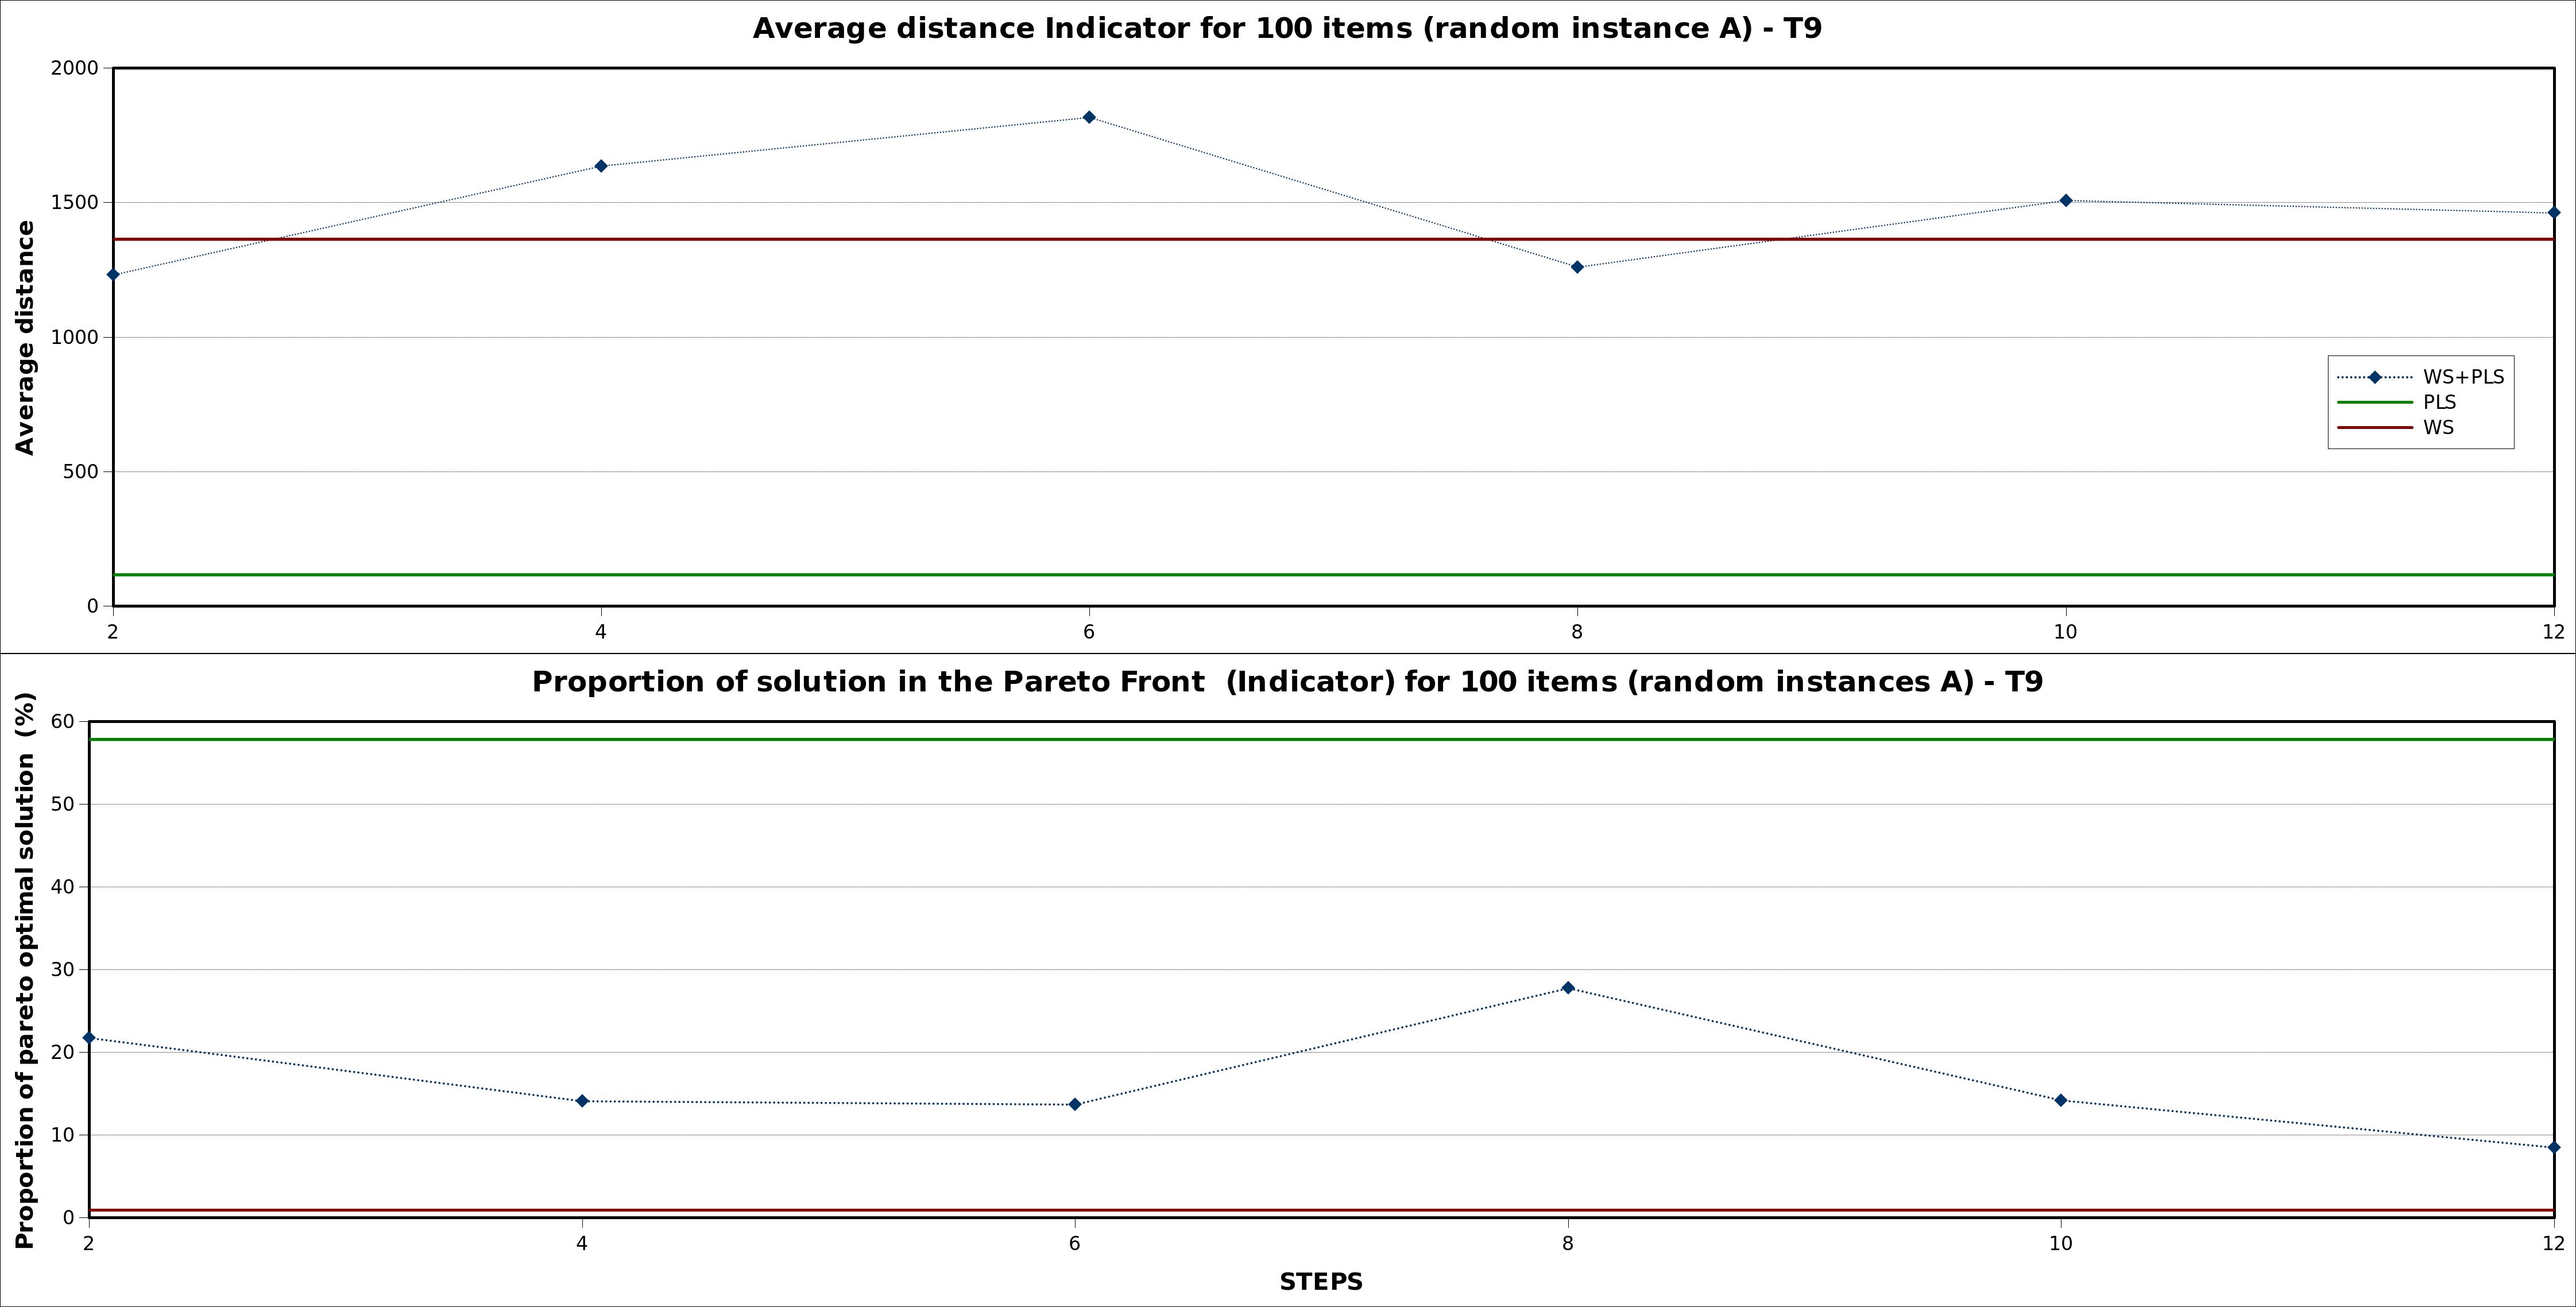 Average distance Indicator for 100 items (random instance A) - T9
2000
1500
1000
500
0
Average distance
2 4 6 8 10 12
WS+PLS
PLS
WS
Proportion of solution in the Pareto Front  (Indicator) for 100 items (random instances A) - T9
60
50
40
30
20
10
0
Proportion of pareto optimal solution  (%)
2 4 6 8 10 12
STEPS